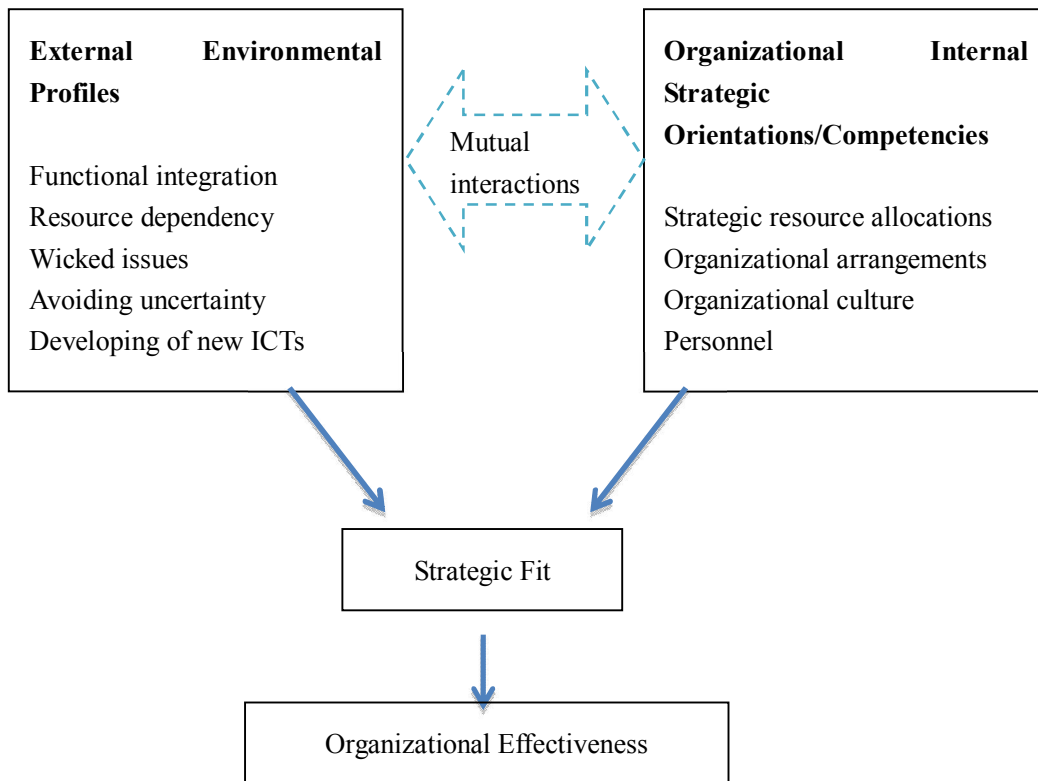 External Environmental
Profiles
Functional integration
Resource dependency
Wicked issues
Avoiding uncertainty
Developing of new ICTs
Mutual
interactions
Organizational Internal
Strategic
Orientations/Competencies
Strategic resource allocations
Organizational arrangements
Organizational culture
Personnel
Strategic Fit
Organizational Effectiveness